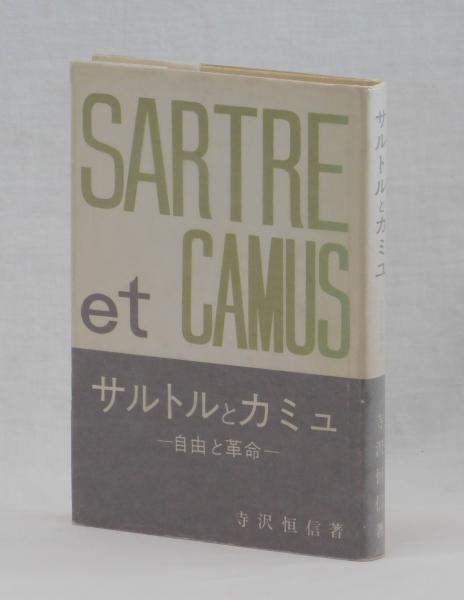 SARTRE
et CAMUS
サルトルとカミュ
—自由と革命—
寺沢恒信著
サルトルとカミユ
寺沢恒信著